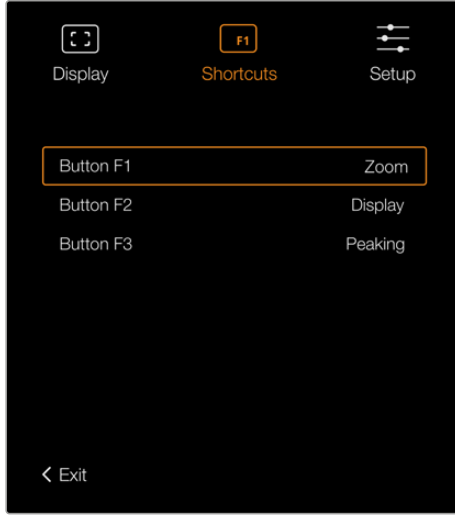 F1
Display Shortcuts Setup
Button F1 Zoom
Button F2 Display
Button F3 Peaking
Exit